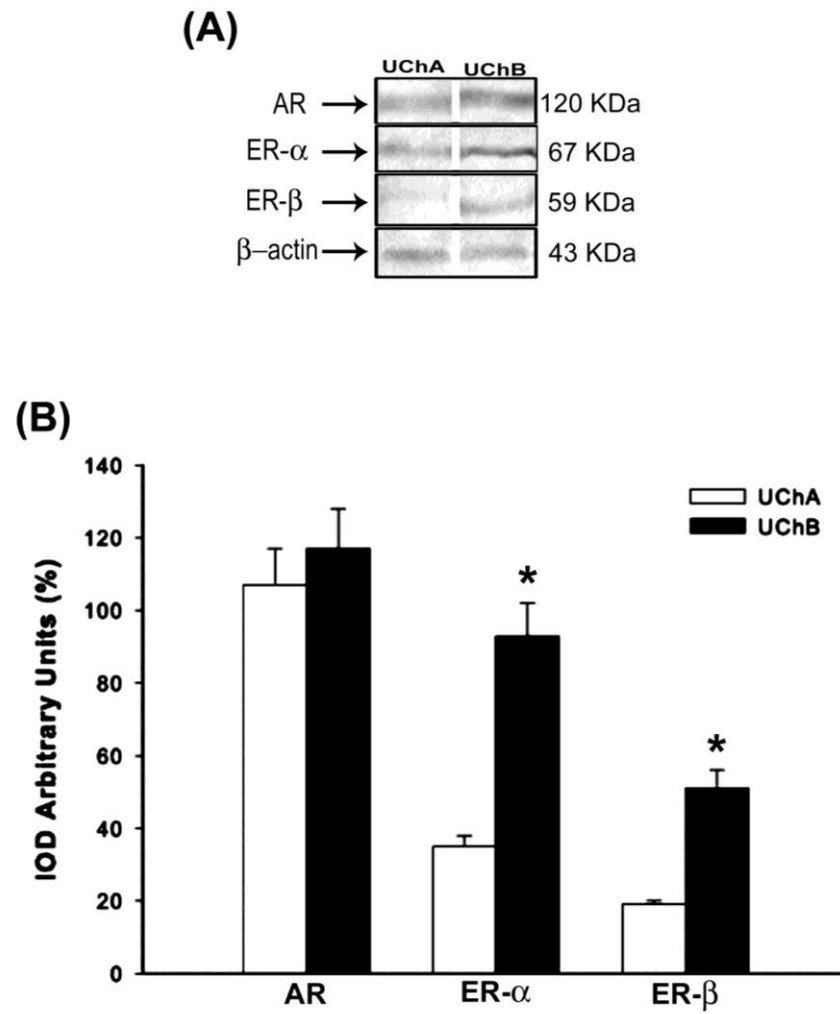 (A)
UChA UChB
AR 120 KDa
ER-α 67 KDa
ER-β 59 KDa
β–actin 43 KDa
(B)
IOD Arbitrary Units (%)
140
120
100
80
60
40
20
0
UChA
UChB
*
*
AR ER-α ER-β